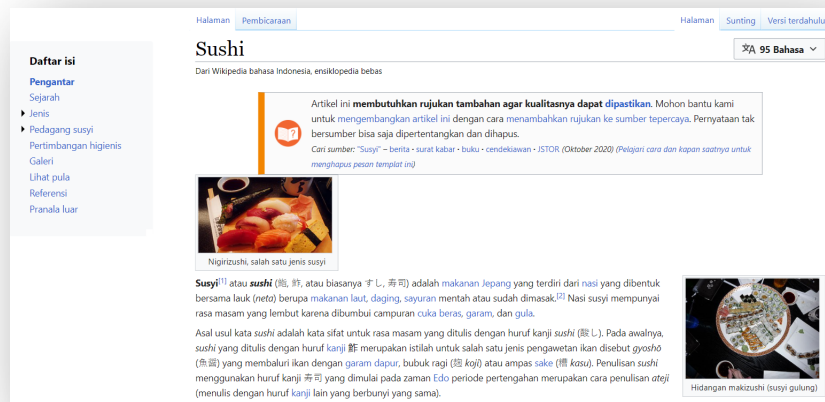 Halaman Pembicaraan Halaman Sunting Versi terdahulu
Sushi
95 Bahasa
Dari Wikipedia bahasa Indonesia, ensiklopedia bebas
Daftar isi
Pengantar
Sejarah
Jenis
Pedagang susyi
Pertimbangan higienis
Galeri
Lihat pula
Referensi
Pranala luar
Artikel ini membutuhkan rujukan tambahan agar kualitasnya dapat dipastikan. Mohon bantu kami
untuk mengembangkan artikel ini dengan cara menambahkan rujukan ke sumber tepercaya. Pernyataan tak
bersumber bisa saja dipertentangkan dan dihapus.
Cari sumber: "Susyi" – berita · surat kabar · buku · cendekiawan · JSTOR (Oktober 2020) (Pelajari cara dan kapan saatnya untuk
menghapus pesan templat ini)
Nigirizushi, salah satu jenis susyi
Susyi[1] atau sushi (鮨, 鮓, atau biasanya すし, 寿司) adalah makanan Jepang yang terdiri dari nasi yang dibentuk
bersama lauk (neta) berupa makanan laut, daging, sayuran mentah atau sudah dimasak.[2] Nasi susyi mempunyai
rasa masam yang lembut karena dibumbui campuran cuka beras, garam, dan gula.
Asal usul kata sushi adalah kata sifat untuk rasa masam yang ditulis dengan huruf kanji sushi (酸し). Pada awalnya,
sushi yang ditulis dengan huruf kanji 鮓 merupakan istilah untuk salah satu jenis pengawetan ikan disebut gyoshō
(魚醤) yang membaluri ikan dengan garam dapur, bubuk ragi (麹 koji) atau ampas sake (糟 kasu). Penulisan sushi
menggunakan huruf kanji 寿司 yang dimulai pada zaman Edo periode pertengahan merupakan cara penulisan ateji
(menulis dengan huruf kanji lain yang berbunyi yang sama).
Hidangan makizushi (susyi gulung)